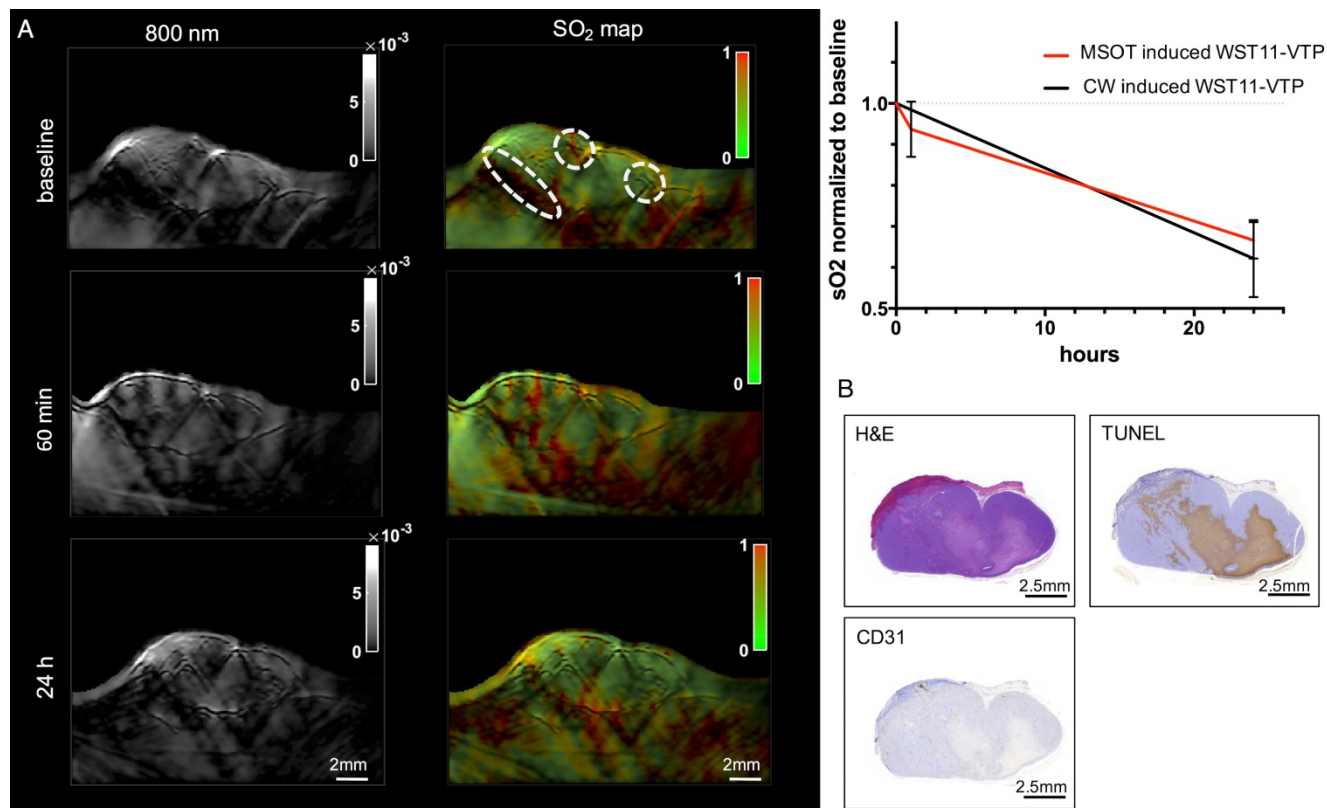 A
800 nm
SO₂ map
×10⁻³
5
0
1
0
baseline
×10⁻³
5
0
1
0
60 min
×10⁻³
5
0
1
0
24 h
2mm
2mm
MSOT induced WST11-VTP
CW induced WST11-VTP
sO2 normalized to baseline
1.0
0.5
0
10
20
hours
B
H&E
2.5mm
TUNEL
2.5mm
CD31
2.5mm